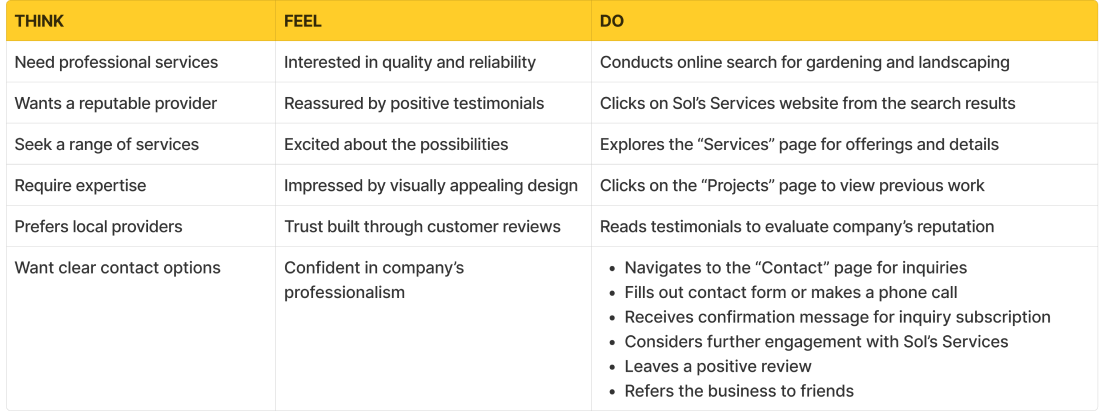 THINK FEEL DO
Need professional services Interested in quality and reliability Conducts online search for gardening and landscaping
Wants a reputable provider Reassured by positive testimonials Clicks on Sol’s Services website from the search results
Seek a range of services Excited about the possibilities Explores the “Services” page for offerings and details
Require expertise Impressed by visually appealing design Clicks on the “Projects” page to view previous work
Prefers local providers Trust built through customer reviews Reads testimonials to evaluate company’s reputation
Want clear contact options
Confident in company’s
professionalism
• Navigates to the “Contact” page for inquiries
• Fills out contact form or makes a phone call
• Receives confirmation message for inquiry subscription
• Considers further engagement with Sol’s Services
• Leaves a positive review
• Refers the business to friends